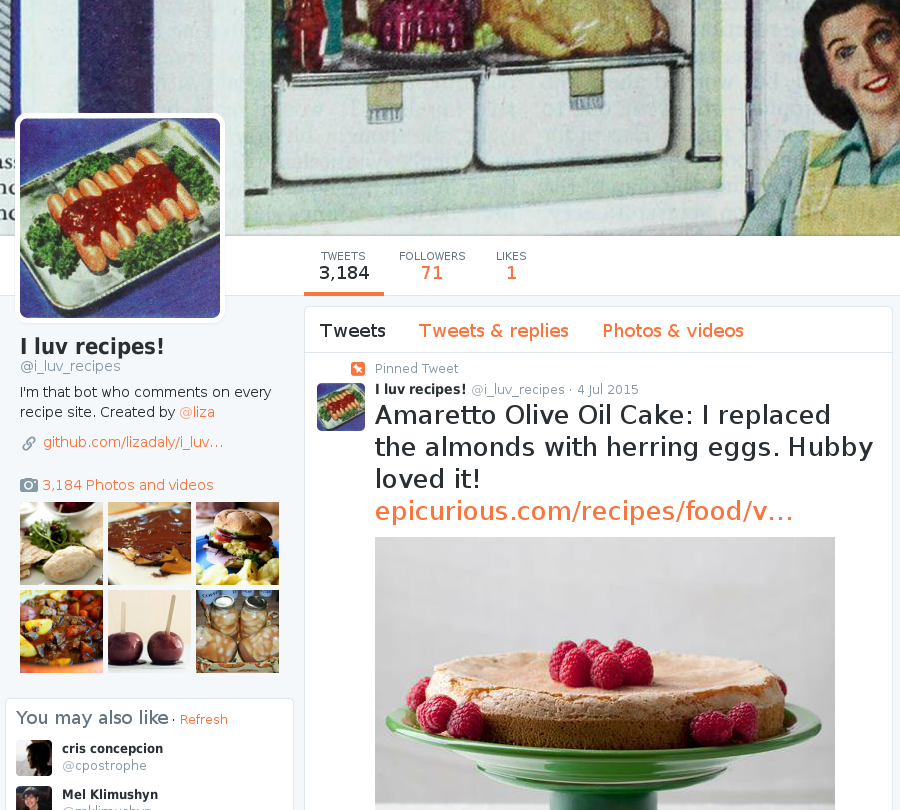 TWEETS
3,184
FOLLOWERS
71
LIKES
1
I luv recipes!
@i_luv_recipes
I'm that bot who comments on every
recipe site. Created by @liza
github.com/lizadaly/i_luv…
3,184 Photos and videos
You may also like · Refresh
cris concepcion
@cpostrophe
Mel Klimushyn
@mklimushyn
Tweets Tweets & replies Photos & videos
Pinned Tweet
I luv recipes! @i_luv_recipes · 4 Jul 2015
Amaretto Olive Oil Cake: I replaced
the almonds with herring eggs. Hubby
loved it!
epicurious.com/recipes/food/v…